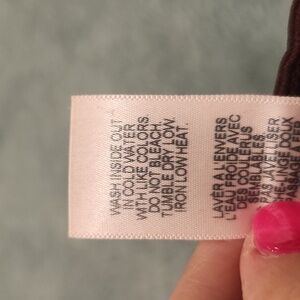 WASH INSIDE OUT
IN COLD WATER
WITH LIKE COLORS.
DO NOT BLEACH.
TUMBLE DRY LOW.
IRON LOW HEAT.
LAVER A L'ENVERS
L'EAU FROIDE AVEC
DES COULEURS
SEMBLABLES.
PAS